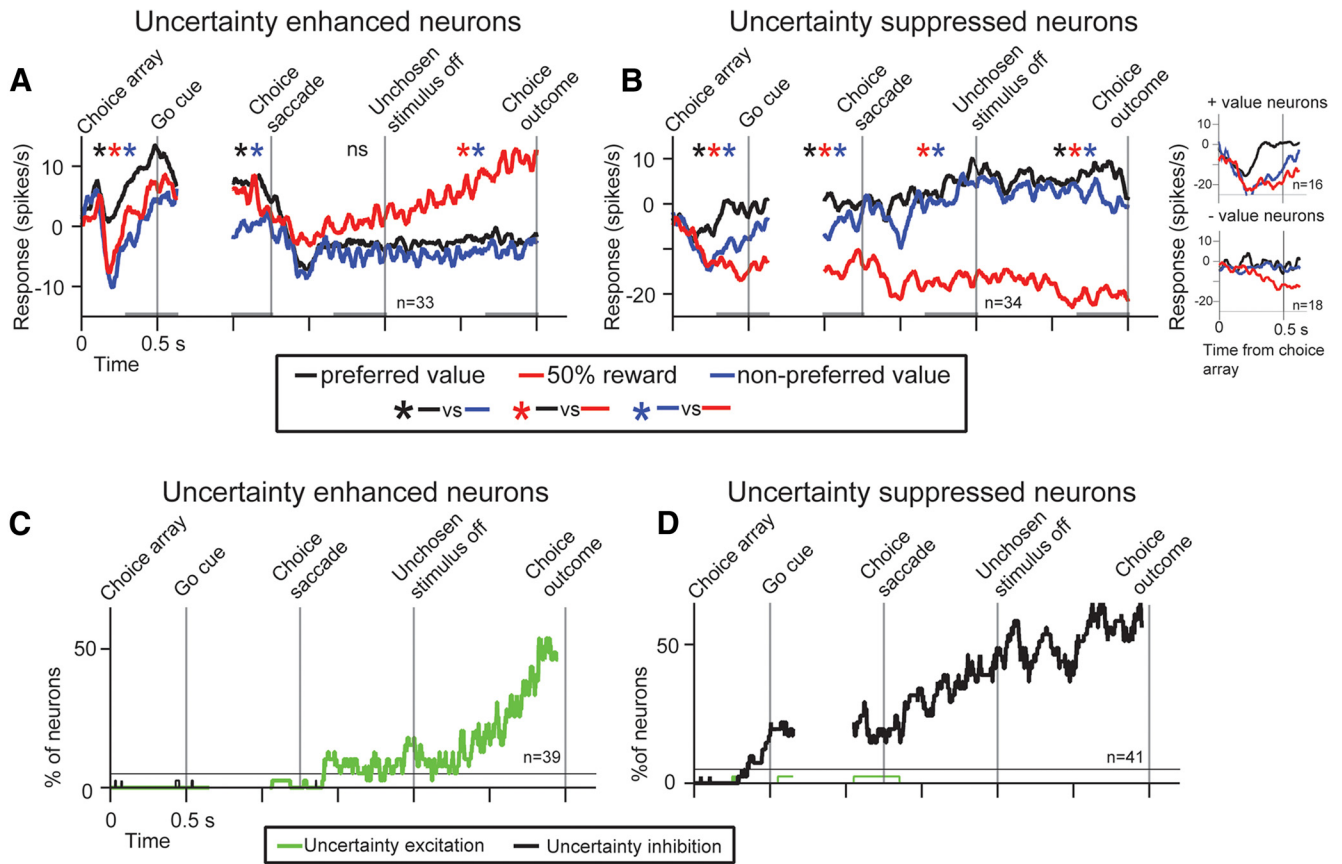 Uncertainty enhanced neurons
Uncertainty suppressed neurons
A
Choice array
Go cue
Choice saccade
Unchosen stimulus off
Choice outcome
* * *
* *
ns
* *
Response (spikes/s)
10
0
-10
n=33
0
0.5 s
Time
B
Choice array
Go cue
Choice saccade
Unchosen stimulus off
Choice outcome
* * *
* * *
* *
* * *
Response (spikes/s)
10
0
-20
n=34
+ value neurons
10
0
-20
n=16
- value neurons
10
0
-20
n=18
Response (spikes/s)
0
0.5 s
Time from choice
array
preferred value 50% reward non-preferred value
* vs * vs * vs
Uncertainty enhanced neurons
Uncertainty suppressed neurons
C
Choice array
Go cue
Choice saccade
Unchosen stimulus off
Choice outcome
% of neurons
50
0
n=39
0
0.5 s
Time
D
Choice array
Go cue
Choice saccade
Unchosen stimulus off
Choice outcome
%of neurons
50
0
n=41
Uncertainty excitation Uncertainty inhibition